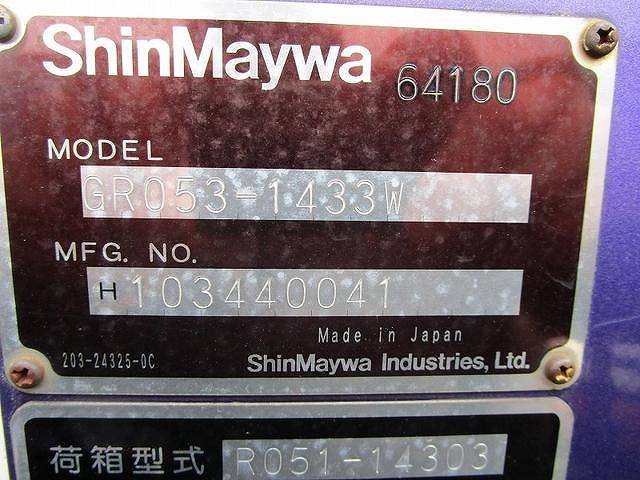 ShinMaywa 64180
MODEL
GR053-1433W
MFG. NO.
H 103440041
Made in Japan
203-24325-0C ShinMaywa Industries, Ltd.
荷箱型式 R051-14303